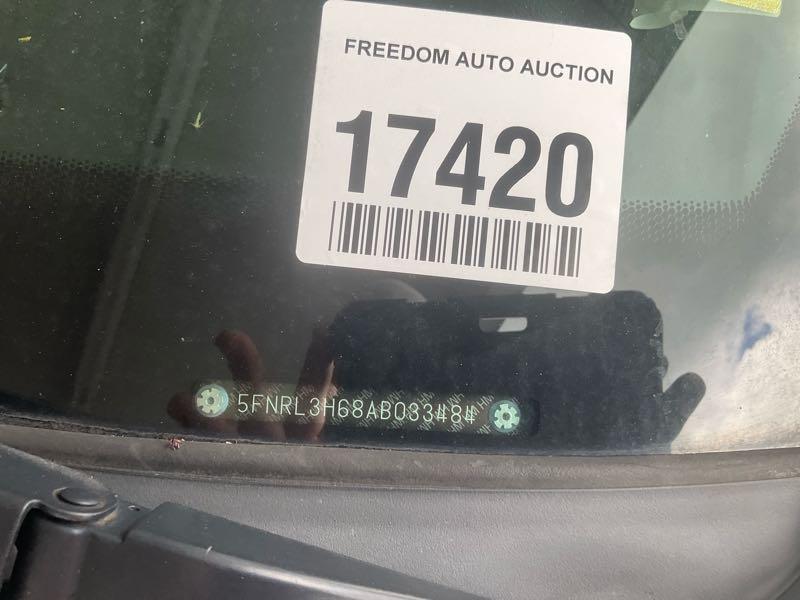 FREEDOM AUTO AUCTION
17420
5FNRL3H68AB033484